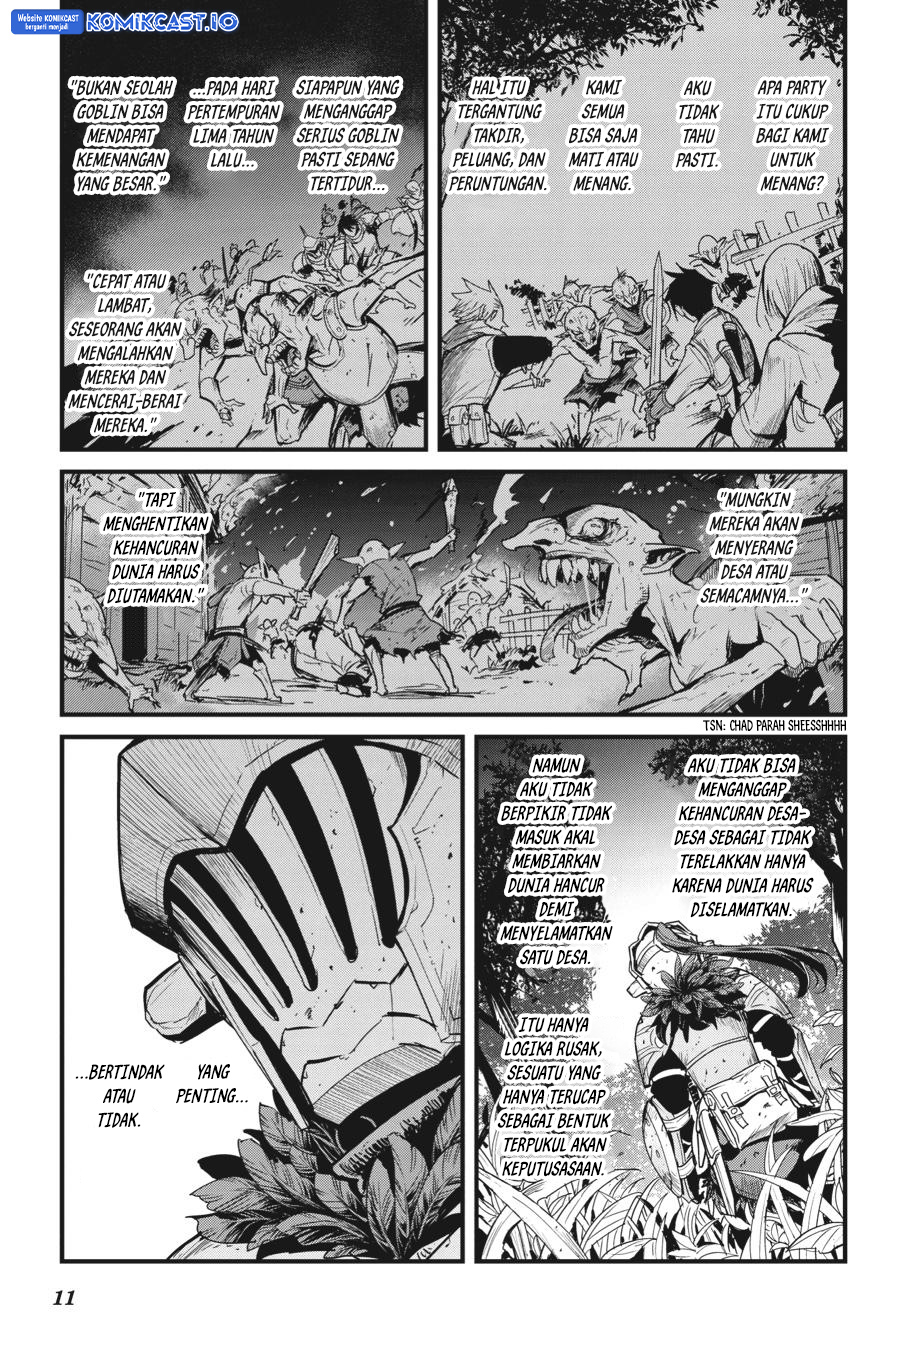 Website KOMIKCAST
berganti menjadi
KOMIKCAST.IO
APA PARTY
ITU CUKUP
BAGI KAMI
UNTUK
MENANG?
AKU
TIDAK
TAHU
PASTI.
KAMI
SEMUA
BISA SAJA
MATI ATAU
MENANG.
HAL ITU
TERGANTUNG
TAKDIR,
PELUANG, DAN
PERUNTUNGAN.
SIAPAPUN YANG
MENGANGGAP
SERIUS GOBLIN
PASTI SEDANG
TERTIDUR...
...PADA HARI
PERTEMPURAN
LIMA TAHUN
LALU...
"BUKAN SEOLAH
GOBLIN BISA
MENDAPAT
KEMENANGAN
YANG BESAR."
"CEPAT ATAU
LAMBAT,
SESEORANG AKAN
MENGALAHKAN
MEREKA DAN
MENCERAI-BERAI
MEREKA."
"MUNGKIN
MEREKA AKAN
MENYERANG
DESA ATAU
SEMACAMNYA..."
"TAPI
MENGHENTIKAN
KEHANCURAN
DUNIA HARUS
DIUTAMAKAN."
TSN: CHAD PARAH SHEESSHHHH
AKU TIDAK BISA
MENGANGGAP
KEHANCURAN DESA-
DESA SEBAGAI TIDAK
TERELAKKAN HANYA
KARENA DUNIA HARUS
DISELAMATKAN.
NAMUN
AKU TIDAK
BERPIKIR TIDAK
MASUK AKAL
MEMBIARKAN
DUNIA HANCUR
DEMI
MENYELAMATKAN
SATU DESA.
ITU HANYA
LOGIKA RUSAK,
SESUATU YANG
HANYA TERUCAP
SEBAGAI BENTUK
TERPUKUL AKAN
KEPUTUSASAAN.
YANG
PENTING...
...BERTINDAK
ATAU
TIDAK.
11